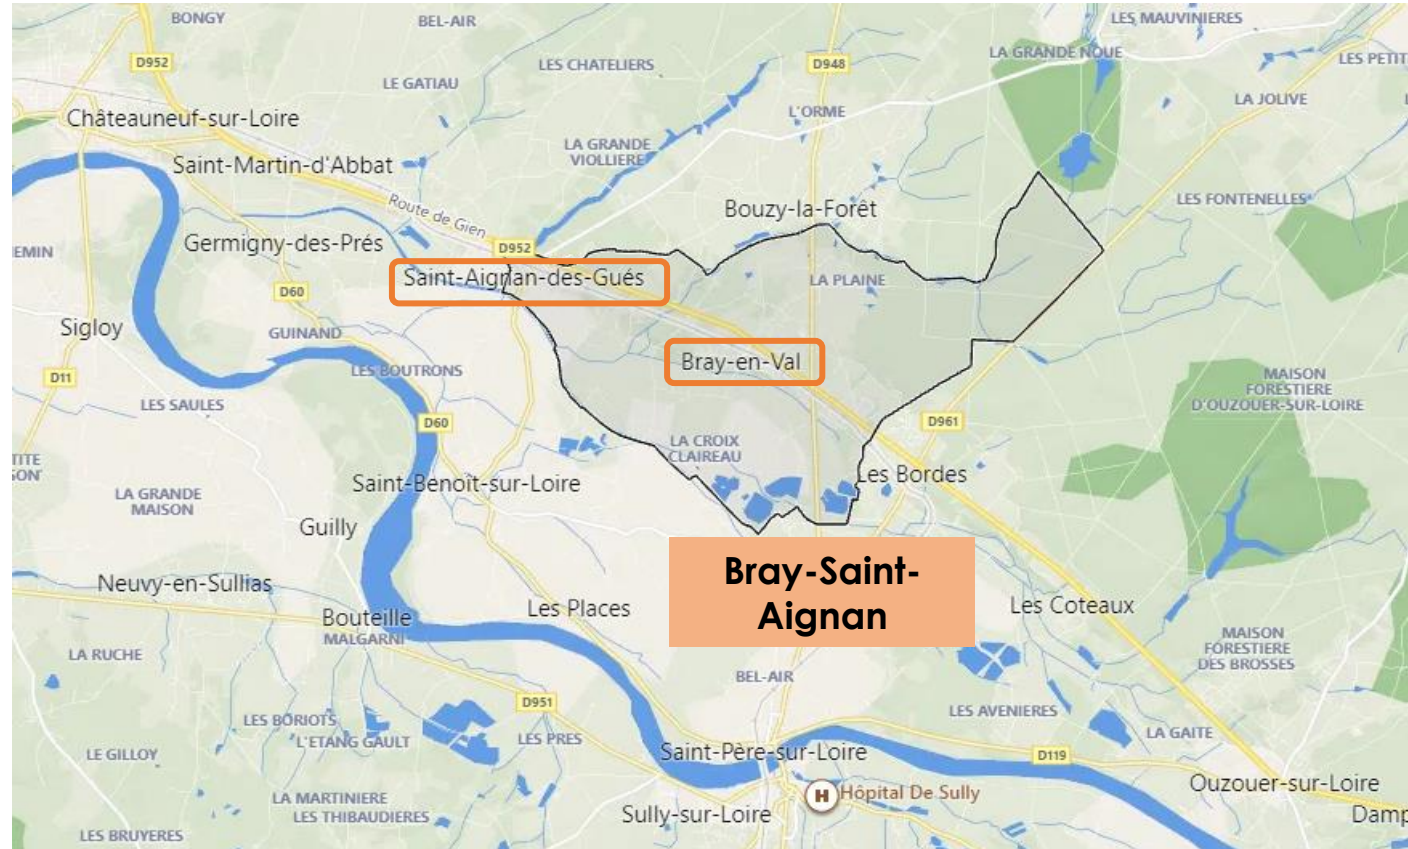 BONGY
BEL-AIR
LES MAUVINIERES
D952
LES CHATELIERS
D948
LA GRANDE NOUE
LES PETIT
LE GATIAU
L'ORME
LA JOLIVE
Châteauneuf-sur-Loire
LA GRANDE
VIOLLIERE
Saint-Martin-d'Abbat
Route de Gien
Bouzy-la-Forêt
LES FONTENELLES
EMIN
Germigny-des-Prés
D952
Saint-Aignan-des-Gués
LA PLAINE
D60
Sigloy
GUINAND
Bray-en-Val
D11
LES BOUTRONS
MAISON
FORESTIERE
D'OUZOUER-SUR-LOIRE
LES SAULES
D60
D961
TITE
SON
LA CROIX
CLAIREAU
LA GRANDE
MAISON
Saint-Benoît-sur-Loire
Les Bordes
Guilly
Bray-Saint-
Aignan
Neuvy-en-Sullias
Bouteille
MALGARNI
Les Places
Les Coteaux
LA RUCHE
MAISON
FORESTIERE
DES BROSSES
BEL-AIR
D951
LES BORIOTS
L'ETANG GAULT
LES PRES
LES AVENIERES
LA GAITE
LE GILLOY
Saint-Père-sur-Loire
D119
Ouzouer-sur-Loire
LA MARTINIERE
LES THIBAUDIERES
H
Hôpital De Sully
Sully-sur-Loire
Damp
LES BRUYERES